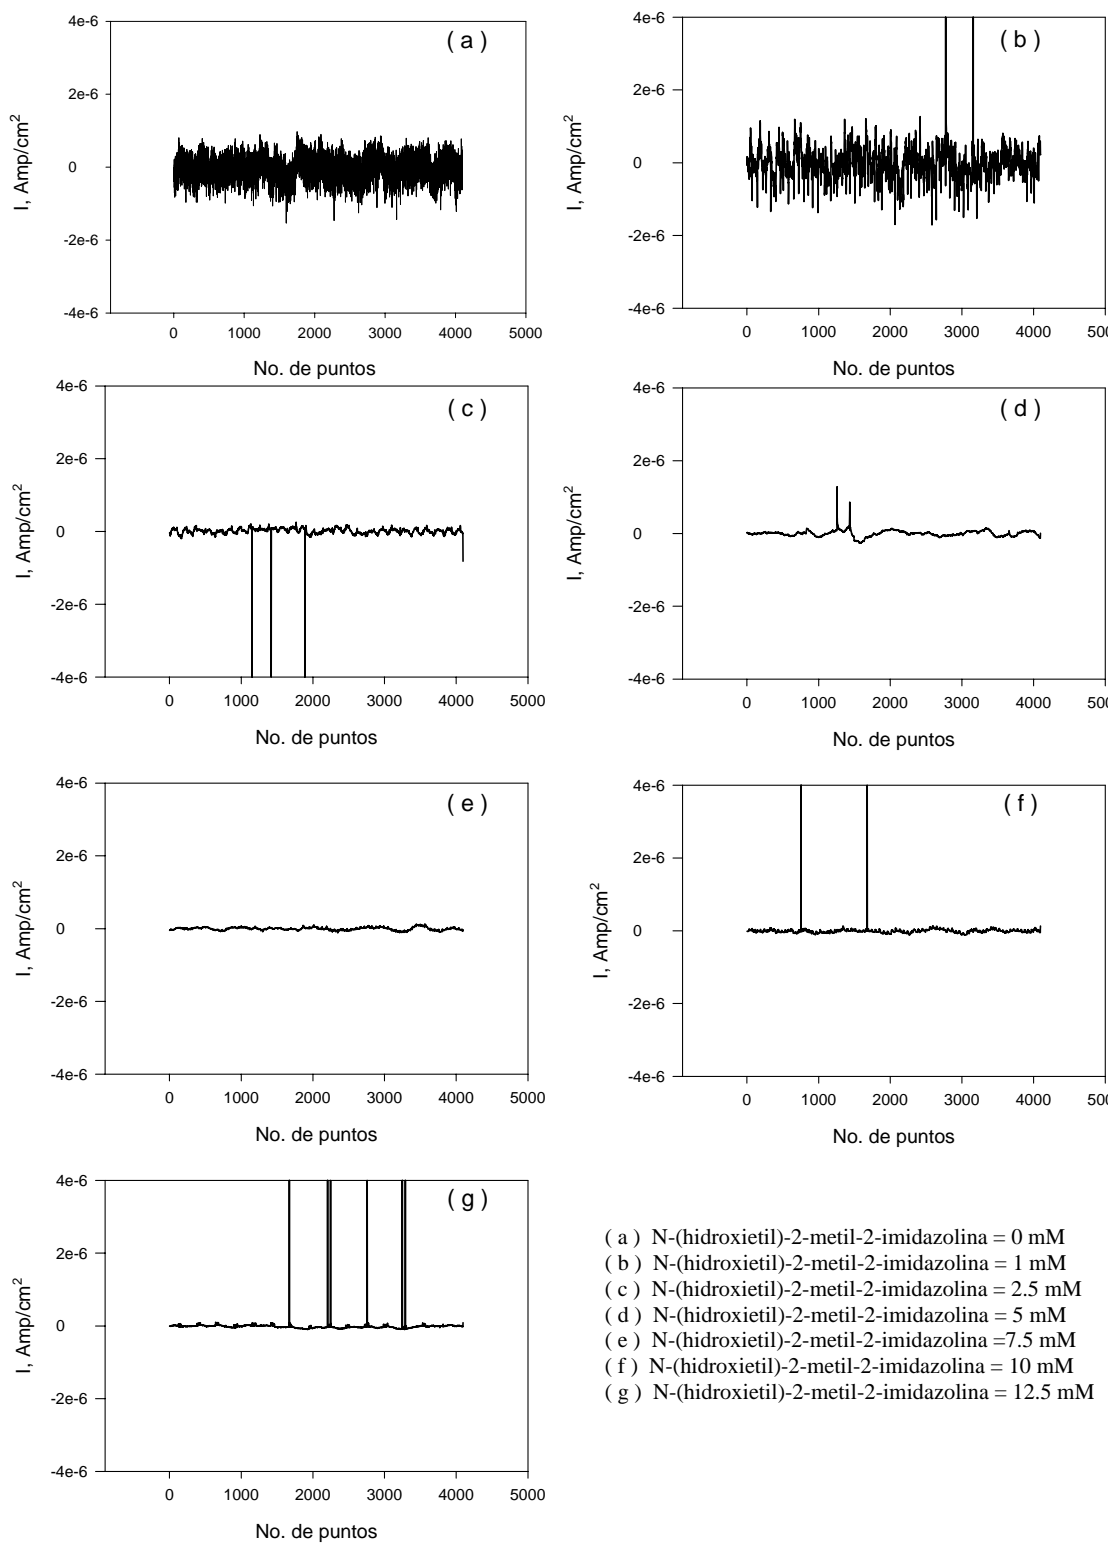 ( a )
4e-6
2e-6
0
-2e-6
-4e-6
I, Amp/cm²
0 1000 2000 3000 4000 5000
No. de puntos
( b )
4e-6
2e-6
0
-2e-6
-4e-6
I, Amp/cm²
0 1000 2000 3000 4000
No. de puntos
( c )
4e-6
2e-6
0
-2e-6
-4e-6
I, Amp/cm²
0 1000 2000 3000 4000 5000
No. de puntos
( d )
4e-6
2e-6
0
-2e-6
-4e-6
I, Amp/cm²
0 1000 2000 3000 4000
No. de puntos
( e )
4e-6
2e-6
0
-2e-6
-4e-6
I, Amp/cm²
0 1000 2000 3000 4000 5000
No. de puntos
( f )
4e-6
2e-6
0
-2e-6
-4e-6
I, Amp/cm²
0 1000 2000 3000 4000
No. de puntos
( g )
4e-6
2e-6
0
-2e-6
-4e-6
I, Amp/cm²
0 1000 2000 3000 4000 5000
No. de puntos
( a ) N-(hidroxietil)-2-metil-2-imidazolina = 0 mM
( b ) N-(hidroxietil)-2-metil-2-imidazolina = 1 mM
( c ) N-(hidroxietil)-2-metil-2-imidazolina = 2.5 mM
( d ) N-(hidroxietil)-2-metil-2-imidazolina = 5 mM
( e ) N-(hidroxietil)-2-metil-2-imidazolina =7.5 mM
( f ) N-(hidroxietil)-2-metil-2-imidazolina = 10 mM
( g ) N-(hidroxietil)-2-metil-2-imidazolina = 12.5 mM